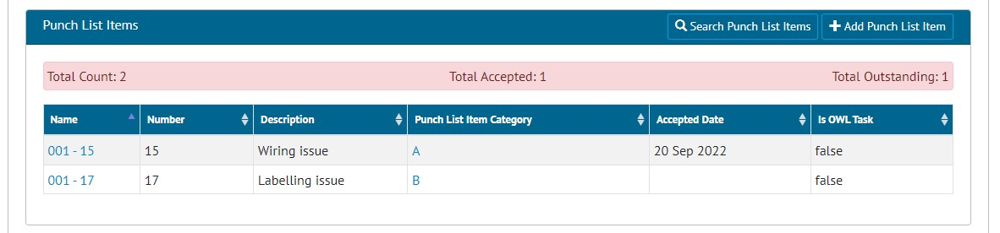 Punch List Items Search Punch List Items Add Punch List Item
Total Count: 2 Total Accepted: 1 Total Outstanding: 1
Name Number Description Punch List Item Category Accepted Date Is OWL Task
001 - 15 15 Wiring issue A 20 Sep 2022 false
001 - 17 17 Labelling issue B false